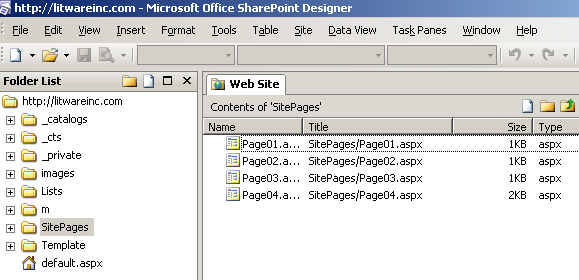 http://litwareinc.com - Microsoft Office SharePoint Designer
File Edit View Insert Format Tools Table Site Data View Task Panes Window Help
Folder List
http://litwareinc.com
_catalogs
_cts
_private
images
Lists
m
SitePages
Template
default.aspx
Web Site
Contents of 'SitePages'
Name Title Size Type
Page01.a... SitePages/Page01.aspx 1KB aspx
Page02.a... SitePages/Page02.aspx 1KB aspx
Page03.a... SitePages/Page03.aspx 1KB aspx
Page04.a... SitePages/Page04.aspx 2KB aspx